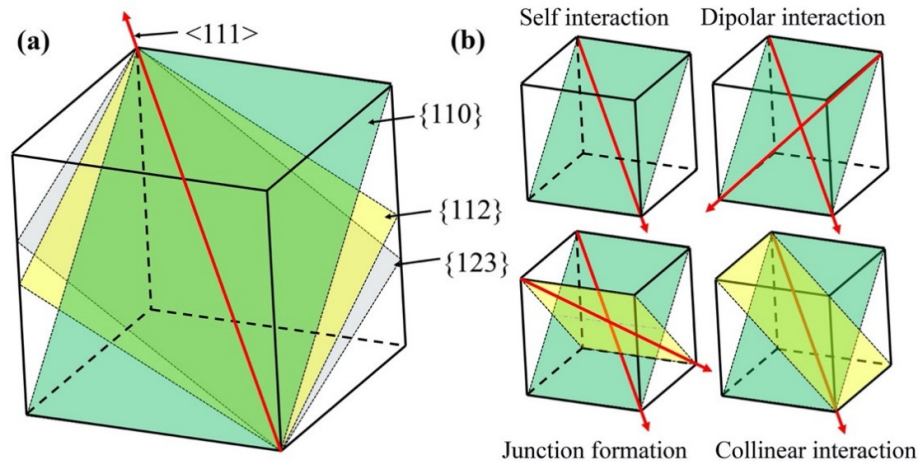 (a)
<111>
{110}
{112}
{123}
(b)
Self interaction
Dipolar interaction
Junction formation
Collinear interaction